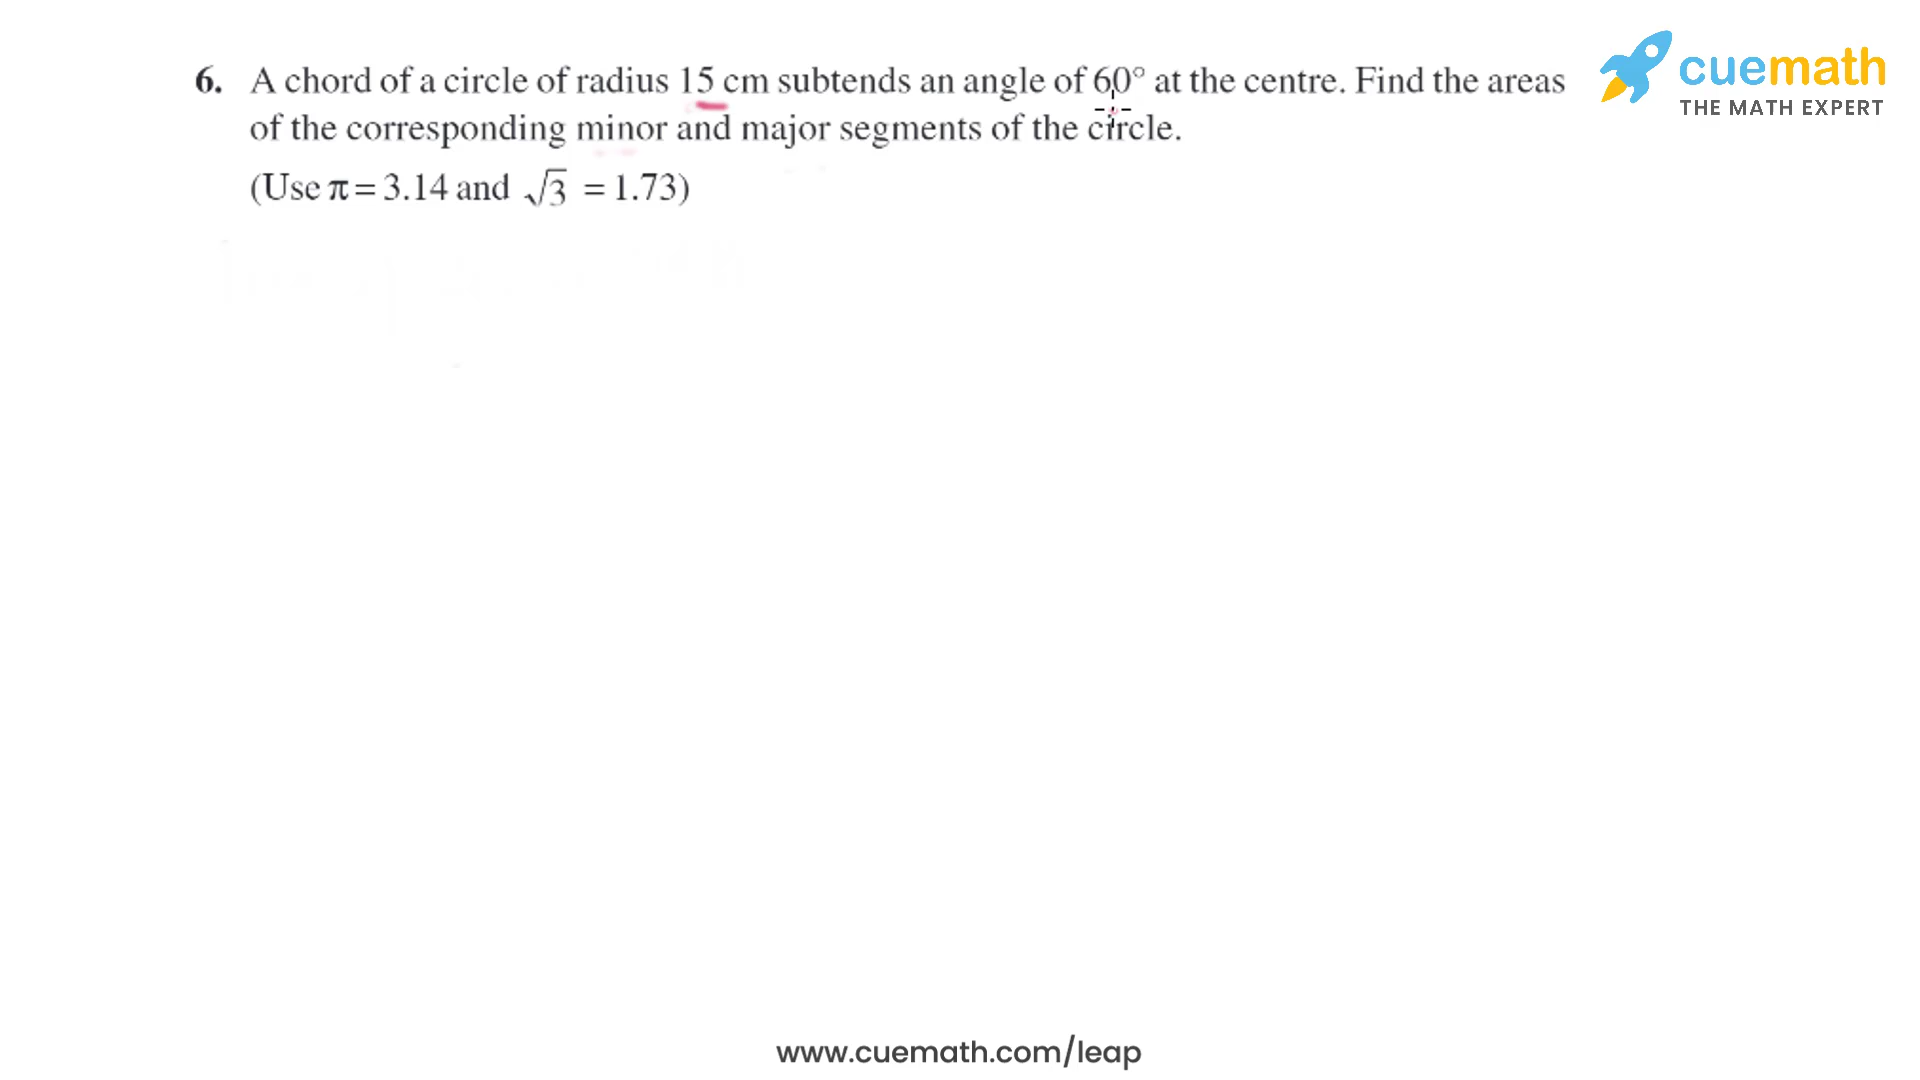 6. A chord of a circle of radius 15 cm subtends an angle of 60° at the centre. Find the areas
of the corresponding minor and major segments of the circle.
(Use π = 3.14 and √3 = 1.73)
cuemath
THE MATH EXPERT
www.cuemath.com/leap